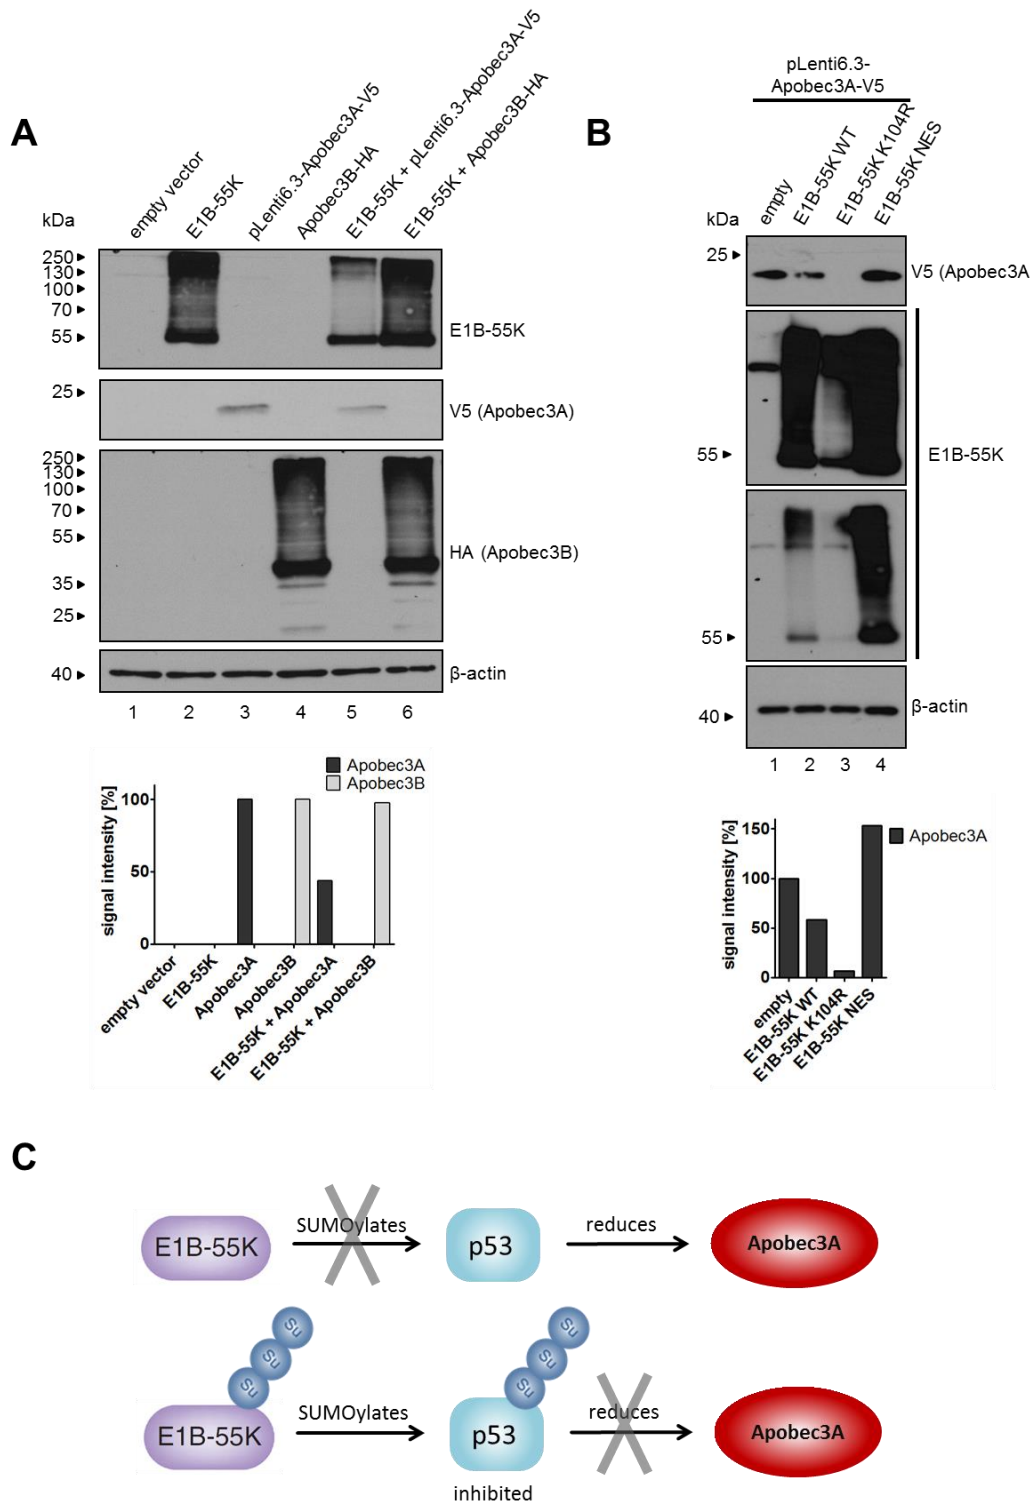 A
empty vector
E1B-55K
pLenti6.3-Apobec3A-V5
Apobec3B-HA
E1B-55K + pLenti6.3-Apobec3A-V5
E1B-55K + Apobec3B-HA
kDa
250
130
100
70
55
E1B-55K
25
V5 (Apobec3A)
250
130
100
70
55
35
25
HA (Apobec3B)
40
β-actin
1 2 3 4 5 6
Apobec3A
Apobec3B
signal intensity [%]
100
50
0
empty vector
E1B-55K
Apobec3A
Apobec3B
E1B-55K + Apobec3A
E1B-55K + Apobec3B
B
pLenti6.3-
Apobec3A-V5
empty
E1B-55K WT
E1B-55K K104R
E1B-55K NES
kDa
25
V5 (Apobec3A
55
E1B-55K
55
40
β-actin
1 2 3 4
Apobec3A
signal intensity [%]
150
100
50
0
empty
E1B-55K WT
E1B-55K K104R
E1B-55K NES
C
E1B-55K
SUMOylates
p53
reduces
Apobec3A
Su
Su
Su
Su
Su
Su
E1B-55K
SUMOylates
p53
reduces
Apobec3A
inhibited